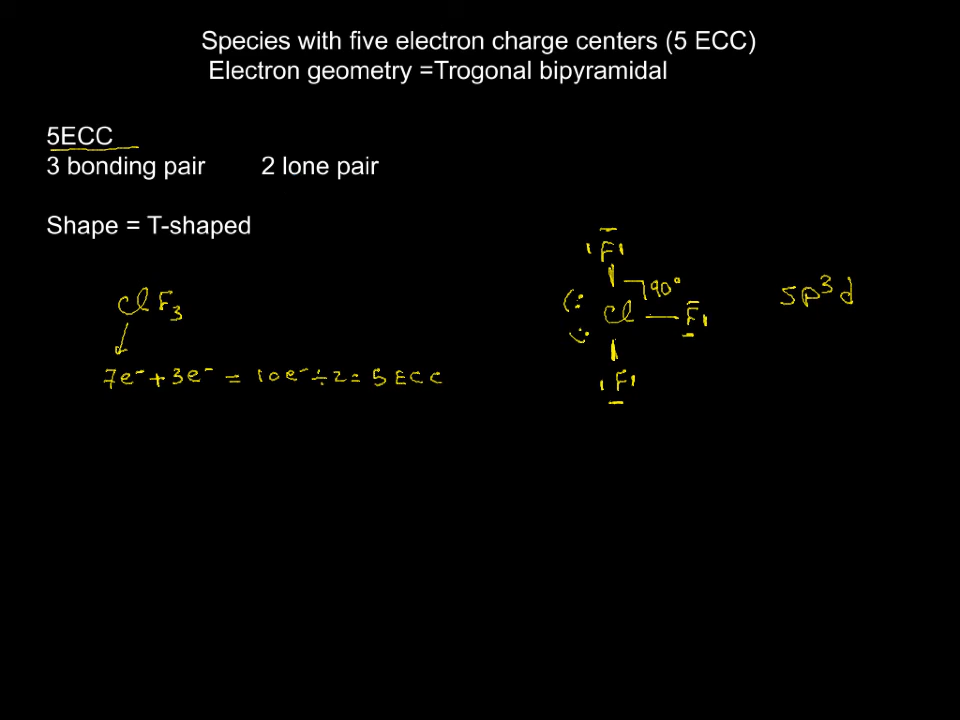 Species with five electron charge centers (5 ECC)
Electron geometry =Trogonal bipyramidal
5ECC
3 bonding pair 2 lone pair
Shape = T-shaped
ClF₃
7e⁻ + 3e⁻ = 10e⁻ ÷ 2 = 5 ECC
F
90°
Cl F
F
sp³d